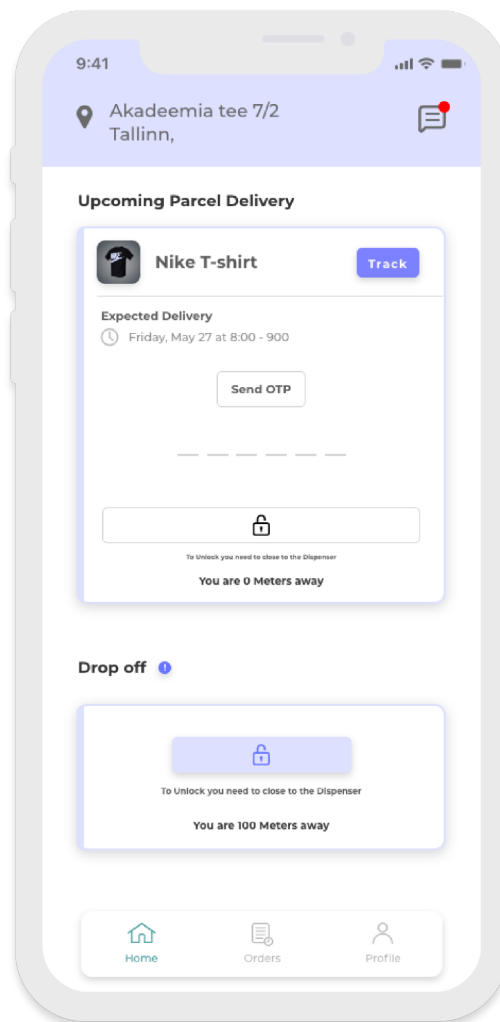 9:41
Akadeemia tee 7/2
Tallinn,
Upcoming Parcel Delivery
Nike T-shirt
Track
Expected Delivery
Friday, May 27 at 8:00 - 900
Send OTP
To Unlock you need to close to the Dispenser
You are 0 Meters away
Drop off
To Unlock you need to close to the Dispenser
You are 100 Meters away
Home
Orders
Profile